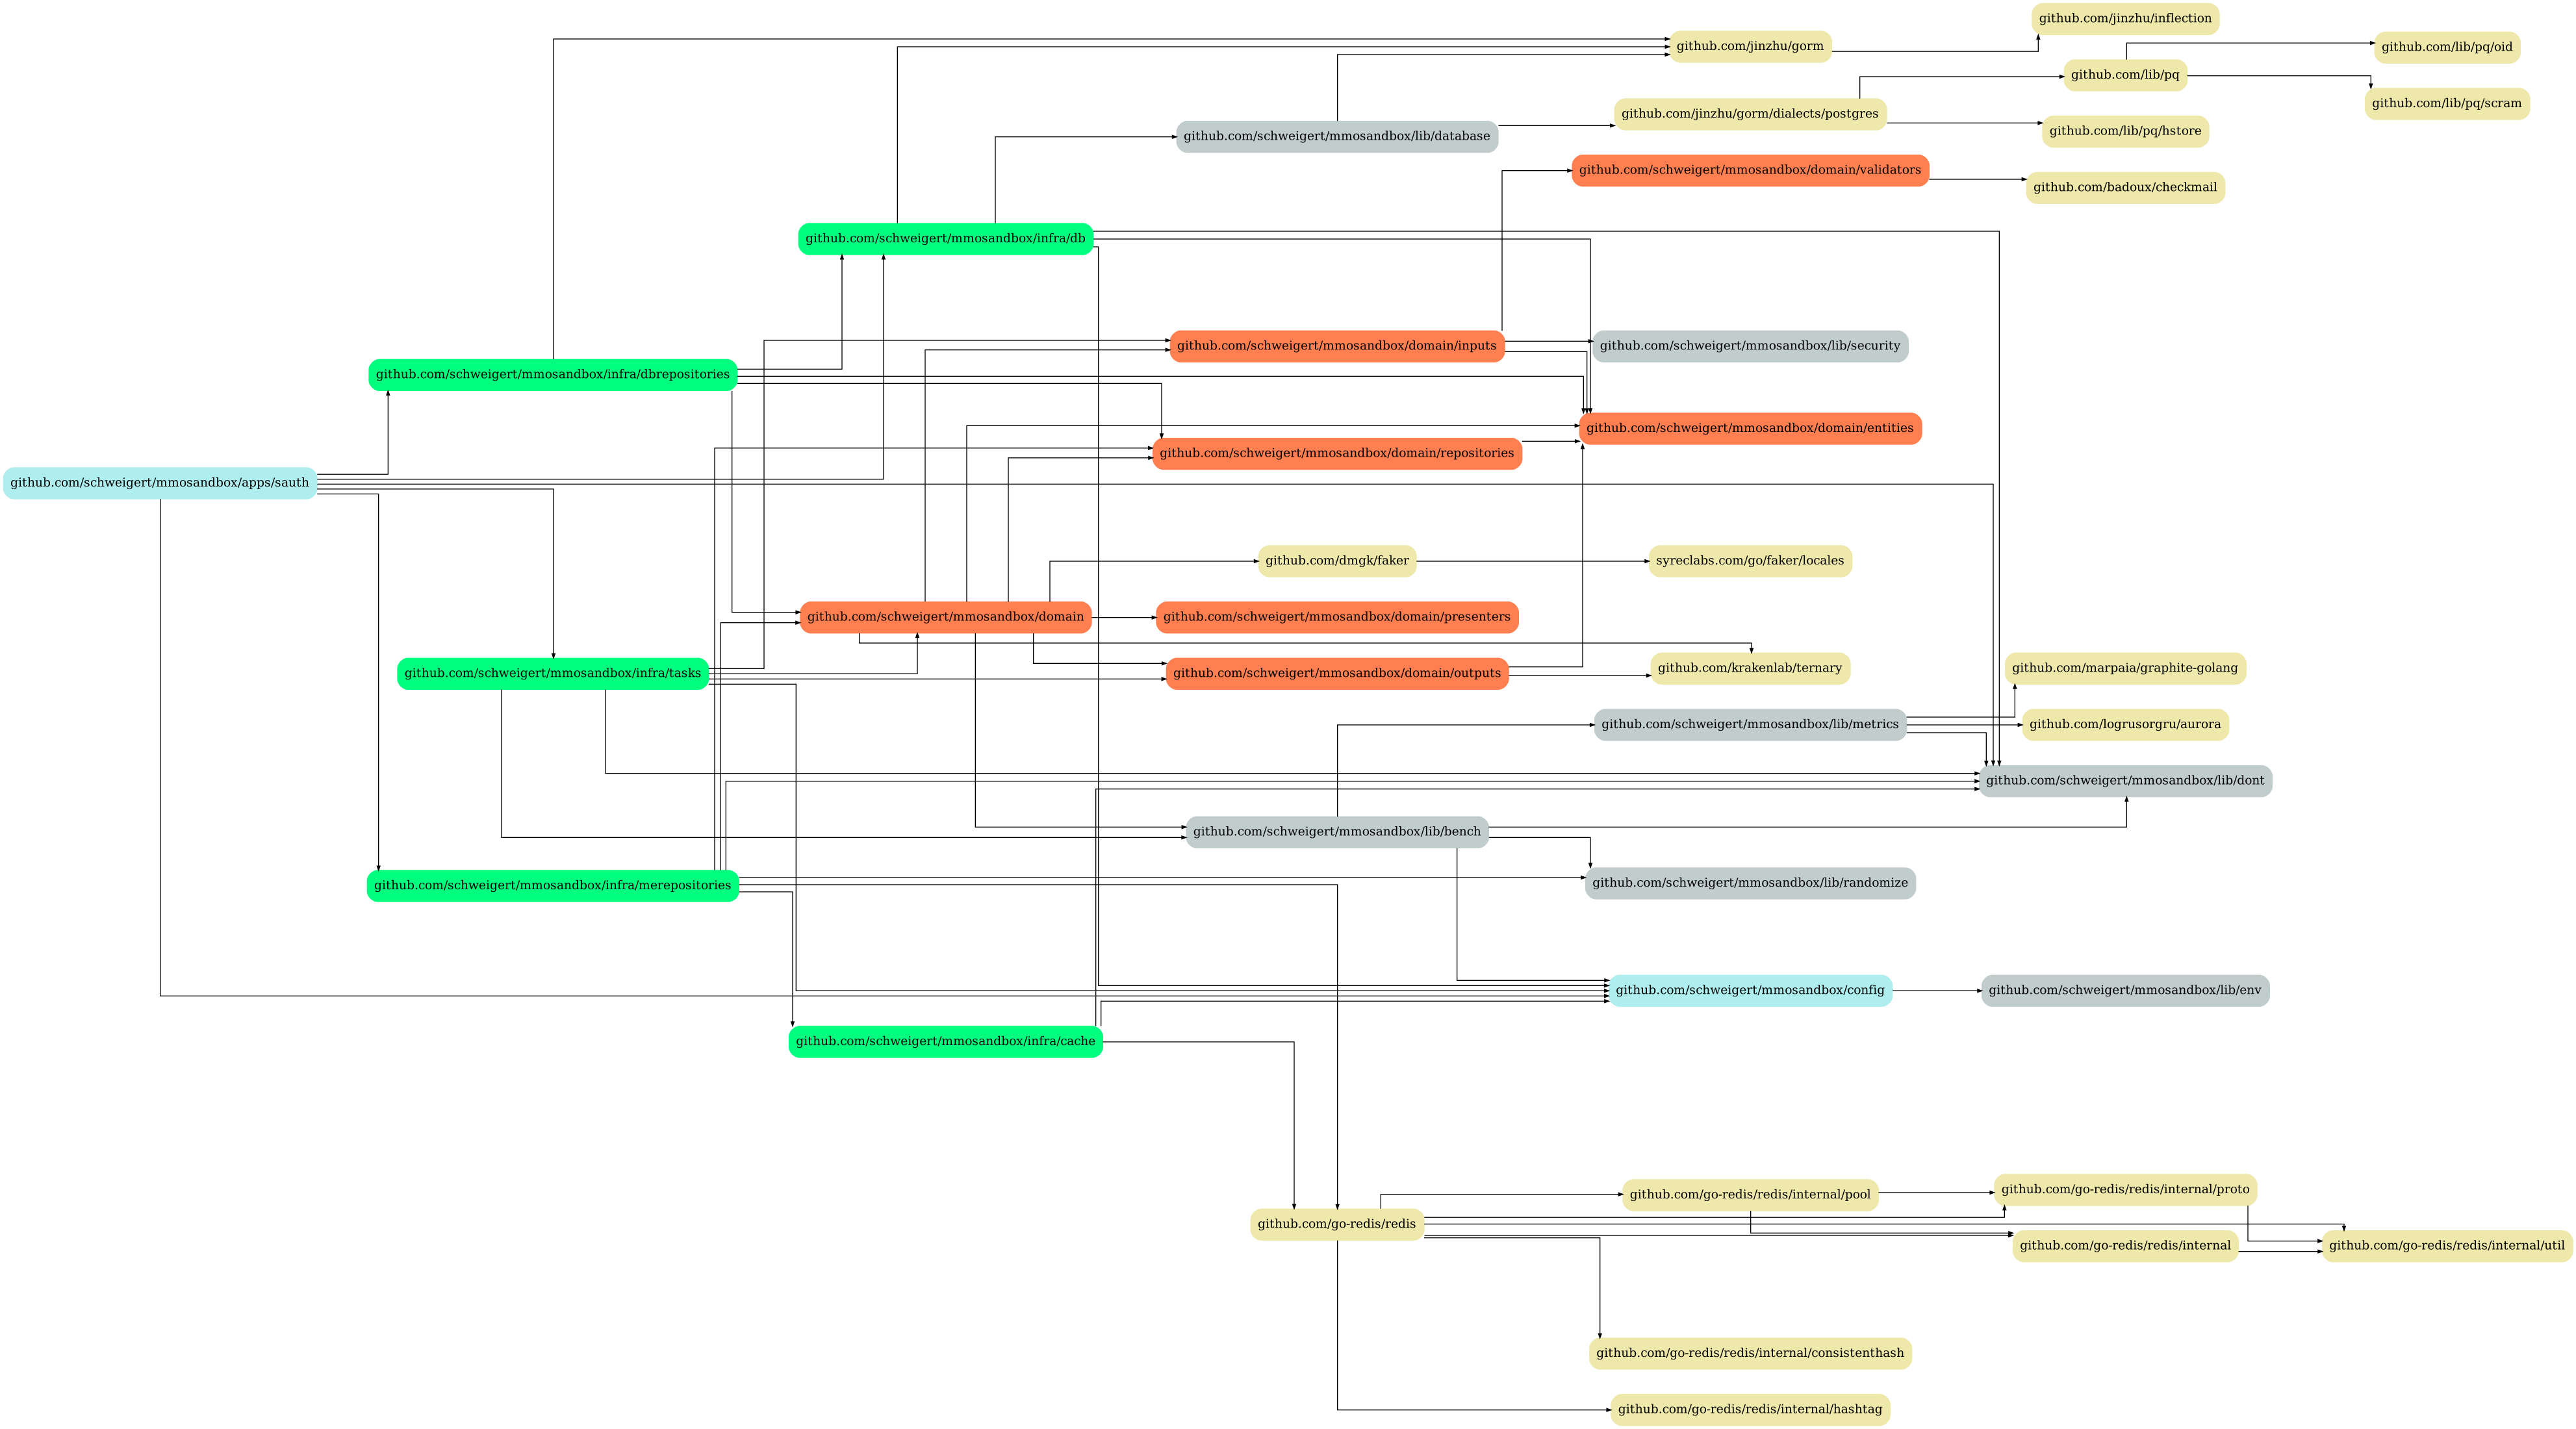 github.com/jinzhu/inflection
github.com/jinzhu/gorm
github.com/lib/pq/oid
github.com/lib/pq
github.com/lib/pq/scram
github.com/jinzhu/gorm/dialects/postgres
github.com/lib/pq/hstore
github.com/schweigert/mmosandbox/lib/database
github.com/schweigert/mmosandbox/domain/validators
github.com/badoux/checkmail
github.com/schweigert/mmosandbox/infra/db
github.com/schweigert/mmosandbox/domain/inputs
github.com/schweigert/mmosandbox/lib/security
github.com/schweigert/mmosandbox/infra/dbrepositories
github.com/schweigert/mmosandbox/domain/entities
github.com/schweigert/mmosandbox/domain/repositories
github.com/schweigert/mmosandbox/apps/sauth
github.com/dmgk/faker
syreclabs.com/go/faker/locales
github.com/schweigert/mmosandbox/domain
github.com/schweigert/mmosandbox/domain/presenters
github.com/schweigert/mmosandbox/infra/tasks
github.com/schweigert/mmosandbox/domain/outputs
github.com/krakenlab/ternary
github.com/marpaia/graphite-golang
github.com/schweigert/mmosandbox/lib/metrics
github.com/logrusorgru/aurora
github.com/schweigert/mmosandbox/lib/dont
github.com/schweigert/mmosandbox/lib/bench
github.com/schweigert/mmosandbox/infra/merepositories
github.com/schweigert/mmosandbox/lib/randomize
github.com/schweigert/mmosandbox/config
github.com/schweigert/mmosandbox/lib/env
github.com/schweigert/mmosandbox/infra/cache
github.com/go-redis/redis/internal/pool
github.com/go-redis/redis/internal/proto
github.com/go-redis/redis
github.com/go-redis/redis/internal
github.com/go-redis/redis/internal/util
github.com/go-redis/redis/internal/consistenthash
github.com/go-redis/redis/internal/hashtag